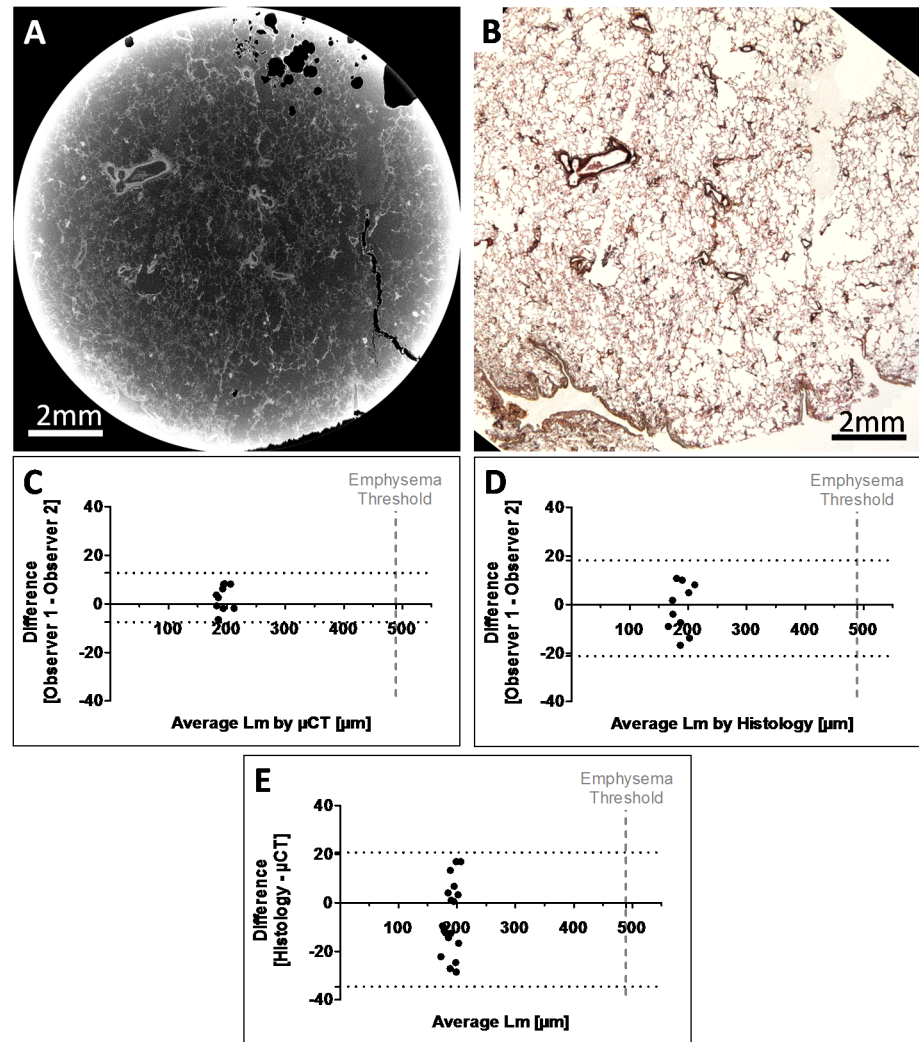 A
2mm
B
2mm
C
Emphysema
Threshold
Difference
[Observer 1 - Observer 2]
40
20
0
-20
-40
100
200
300
400
500
Average Lm by µCT [µm]
D
Emphysema
Threshold
Difference
[Observer 1 - Observer 2]
40
20
0
-20
-40
100
200
300
400
500
Average Lm by Histology [µm]
E
Emphysema
Threshold
Difference
[Histology - µCT]
40
20
0
-20
-40
100
200
300
400
500
Average Lm [µm]